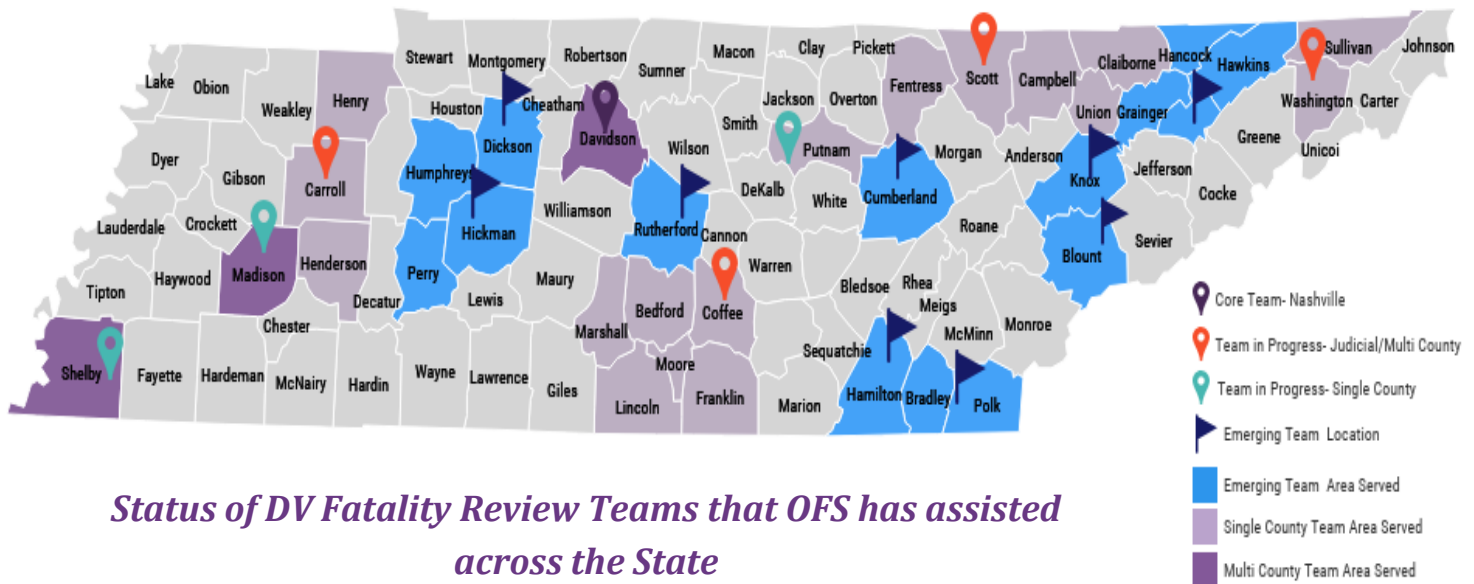 Stewart
Montgomery
Robertson
Macon
Clay
Pickett
Sumner
Lake
Obion
Weakley
Henry
Houston
Cheatham
Davidson
Dickson
Humphreys
Jackson
Overton
Smith
Putnam
Fentress
Scott
Campbell
Claiborne
Hancock
Hawkins
Sullivan
Johnson
Washington
Carter
Union
Grainger
Greene
Unicoi
Dyer
Gibson
Carroll
Wilson
DeKalb
White
Cumberland
Morgan
Anderson
Knox
Jefferson
Cocke
Lauderdale
Crockett
Williamson
Rutherford
Cannon
Hickman
Roane
Sevier
Blount
Tipton
Haywood
Madison
Henderson
Decatur
Perry
Lewis
Maury
Warren
Bledsoe
Rhea
Meigs
McMinn
Monroe
Chester
Marshall
Bedford
Coffee
Moore
Sequatchie
Shelby
Fayette
Hardeman
McNairy
Hardin
Wayne
Lawrence
Giles
Lincoln
Franklin
Marion
Hamilton
Bradley
Polk
Core Team- Nashville
Team in Progress- Judicial/Multi County
Team in Progress- Single County
Emerging Team Location
Emerging Team Area Served
Single County Team Area Served
Multi County Team Area Served
Status of DV Fatality Review Teams that OFS has assisted
across the State